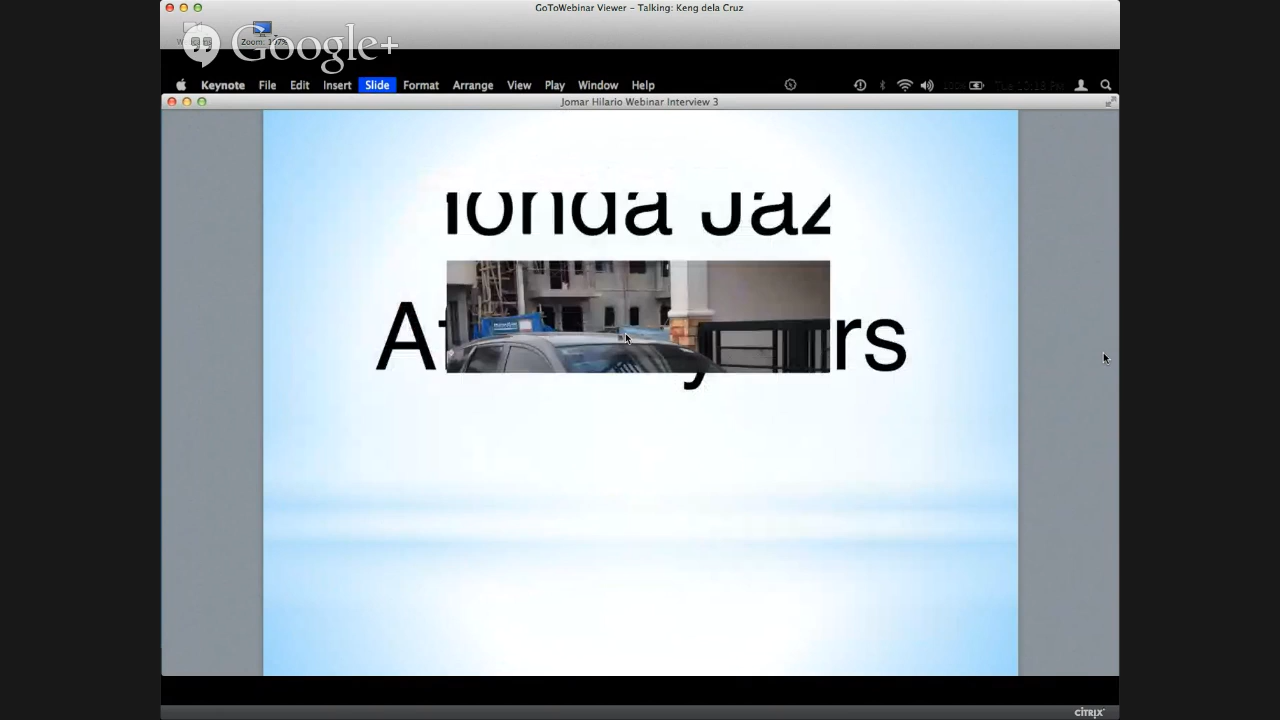 GoToWebinar Viewer – Talking: Keng dela Cruz
Google+
Keynote File Edit Insert Slide Format Arrange View Play Window Help
Jomar Hilario Webinar Interview 3
onda Jaz
A y rs
CITRIX